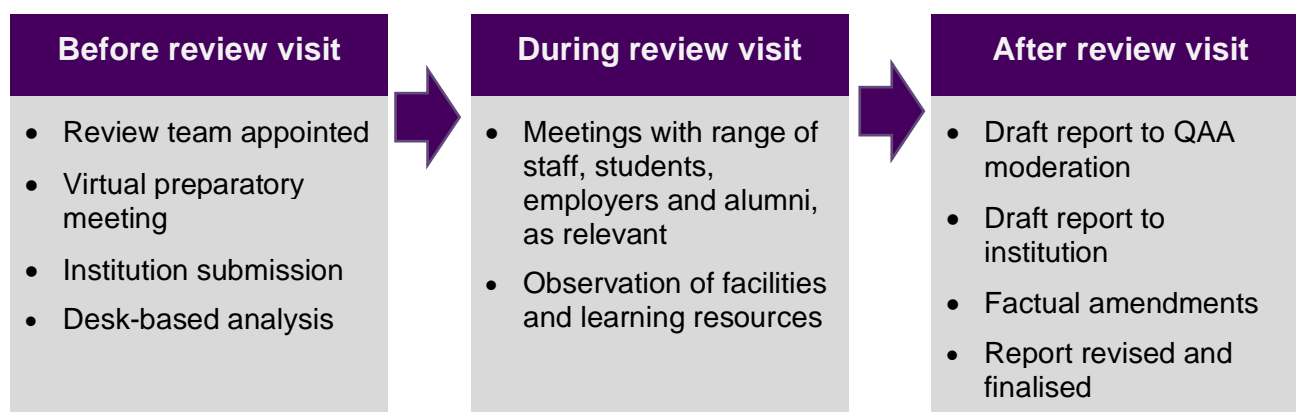 Before review visit
• Review team appointed
• Virtual preparatory
meeting
• Institution submission
• Desk-based analysis
During review visit
• Meetings with range of
staff, students,
employers and alumni,
as relevant
• Observation of facilities
and learning resources
After review visit
• Draft report to QAA
moderation
• Draft report to
institution
• Factual amendments
• Report revised and
finalised